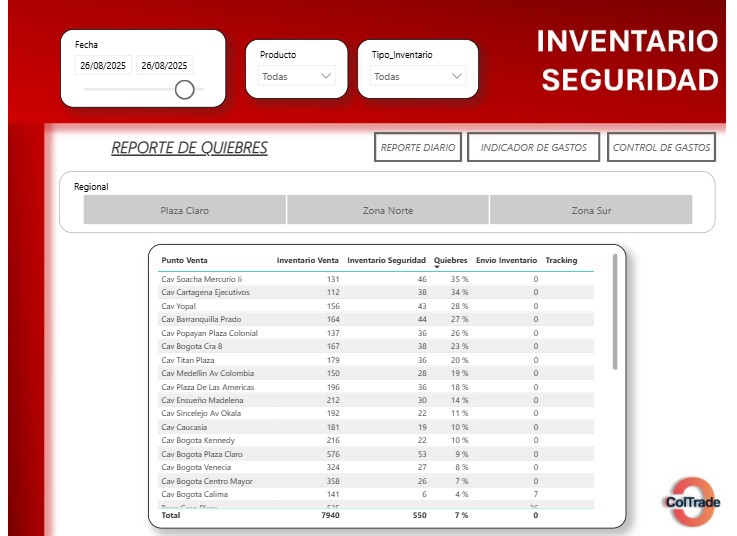 INVENTARIO
SEGURIDAD
Fecha
26/08/2025 26/08/2025
Producto
Todas
Tipo_Inventario
Todas
REPORTE DE QUIEBRES
REPORTE DIARIO
INDICADOR DE GASTOS
CONTROL DE GASTOS
Regional
Plaza Claro Zona Norte Zona Sur
Punto Venta Inventario Venta Inventario Seguridad Quiebres Envío Inventario Tracking
Cav Soacha Mercurio Ii 131 46 35 % 0
Cav Cartagena Ejecutivos 112 38 34 % 0
Cav Yopal 156 43 28 % 0
Cav Barranquilla Prado 164 44 27 % 0
Cav Popayan Plaza Colonial 137 36 26 % 0
Cav Bogota Cra 8 167 38 23 % 0
Cav Titan Plaza 179 36 20 % 0
Cav Medellin Av Colombia 150 28 19 % 0
Cav Plaza De Las Americas 196 36 18 % 0
Cav Ensueño Madelena 212 30 14 % 0
Cav Sincelejo Av Okala 192 22 11 % 0
Cav Caucasia 181 19 10 % 0
Cav Bogota Kennedy 216 22 10 % 0
Cav Bogota Plaza Claro 576 53 9 % 0
Cav Bogota Venecia 324 27 8 % 0
Cav Bogota Centro Mayor 358 26 7 % 0
Cav Bogota Calima 141 6 4 % 7
Total 7940 550 7 % 0
ColTrade